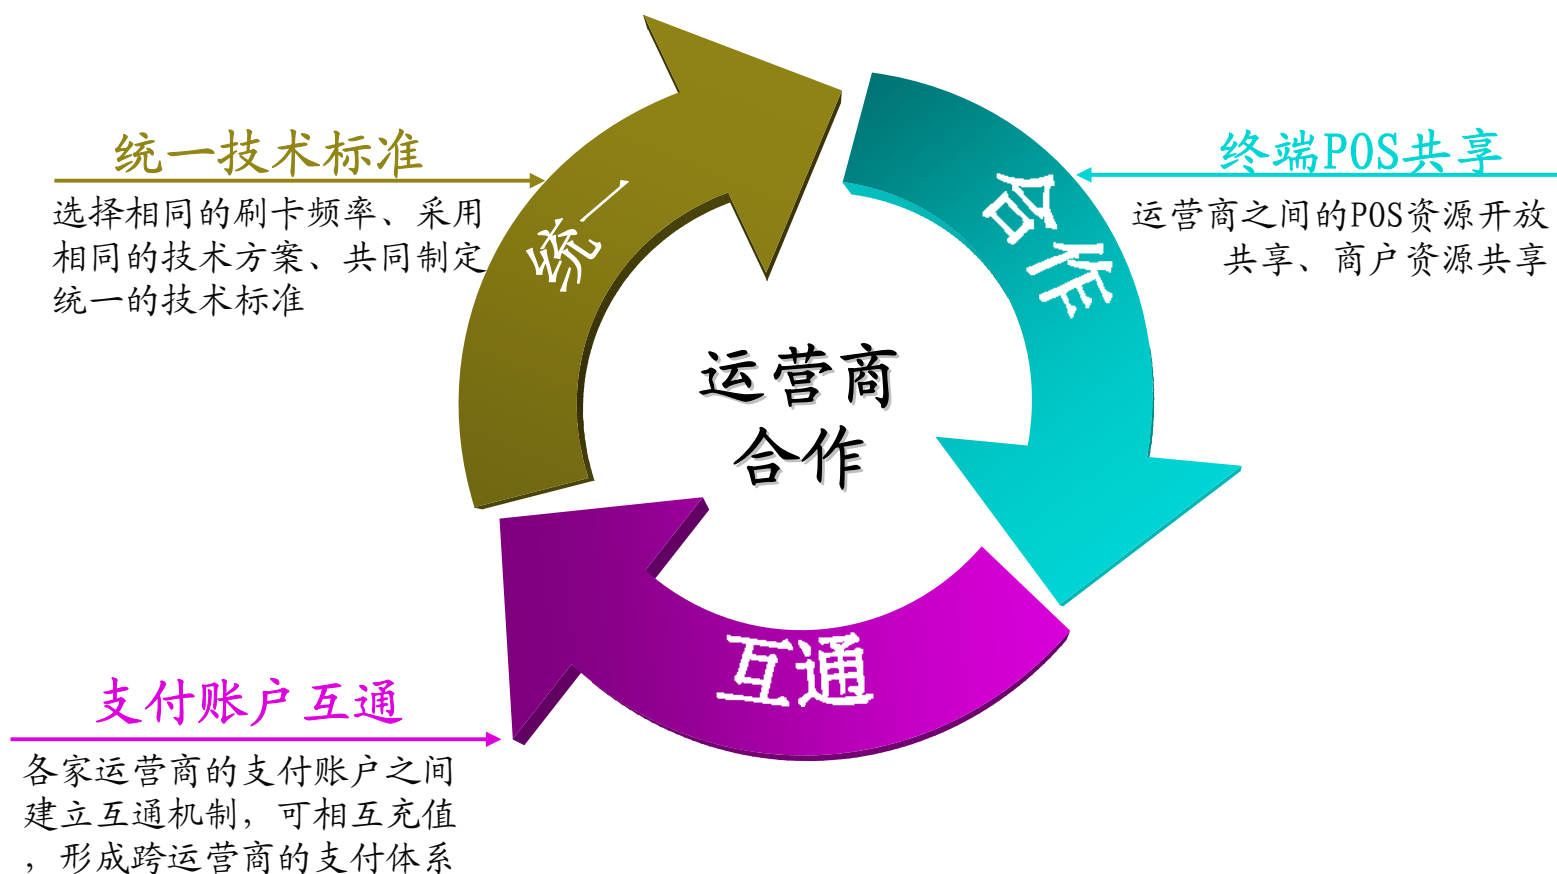 统一技术标准
选择相同的刷卡频率、采用
相同的技术方案、共同制定
统一的技术标准
统一
终端POS共享
运营商之间的POS资源开放
共享、商户资源共享
合作
运营商
合作
互通
支付账户互通
各家运营商的支付账户之间
建立互通机制，可相互充值
，形成跨运营商的支付体系